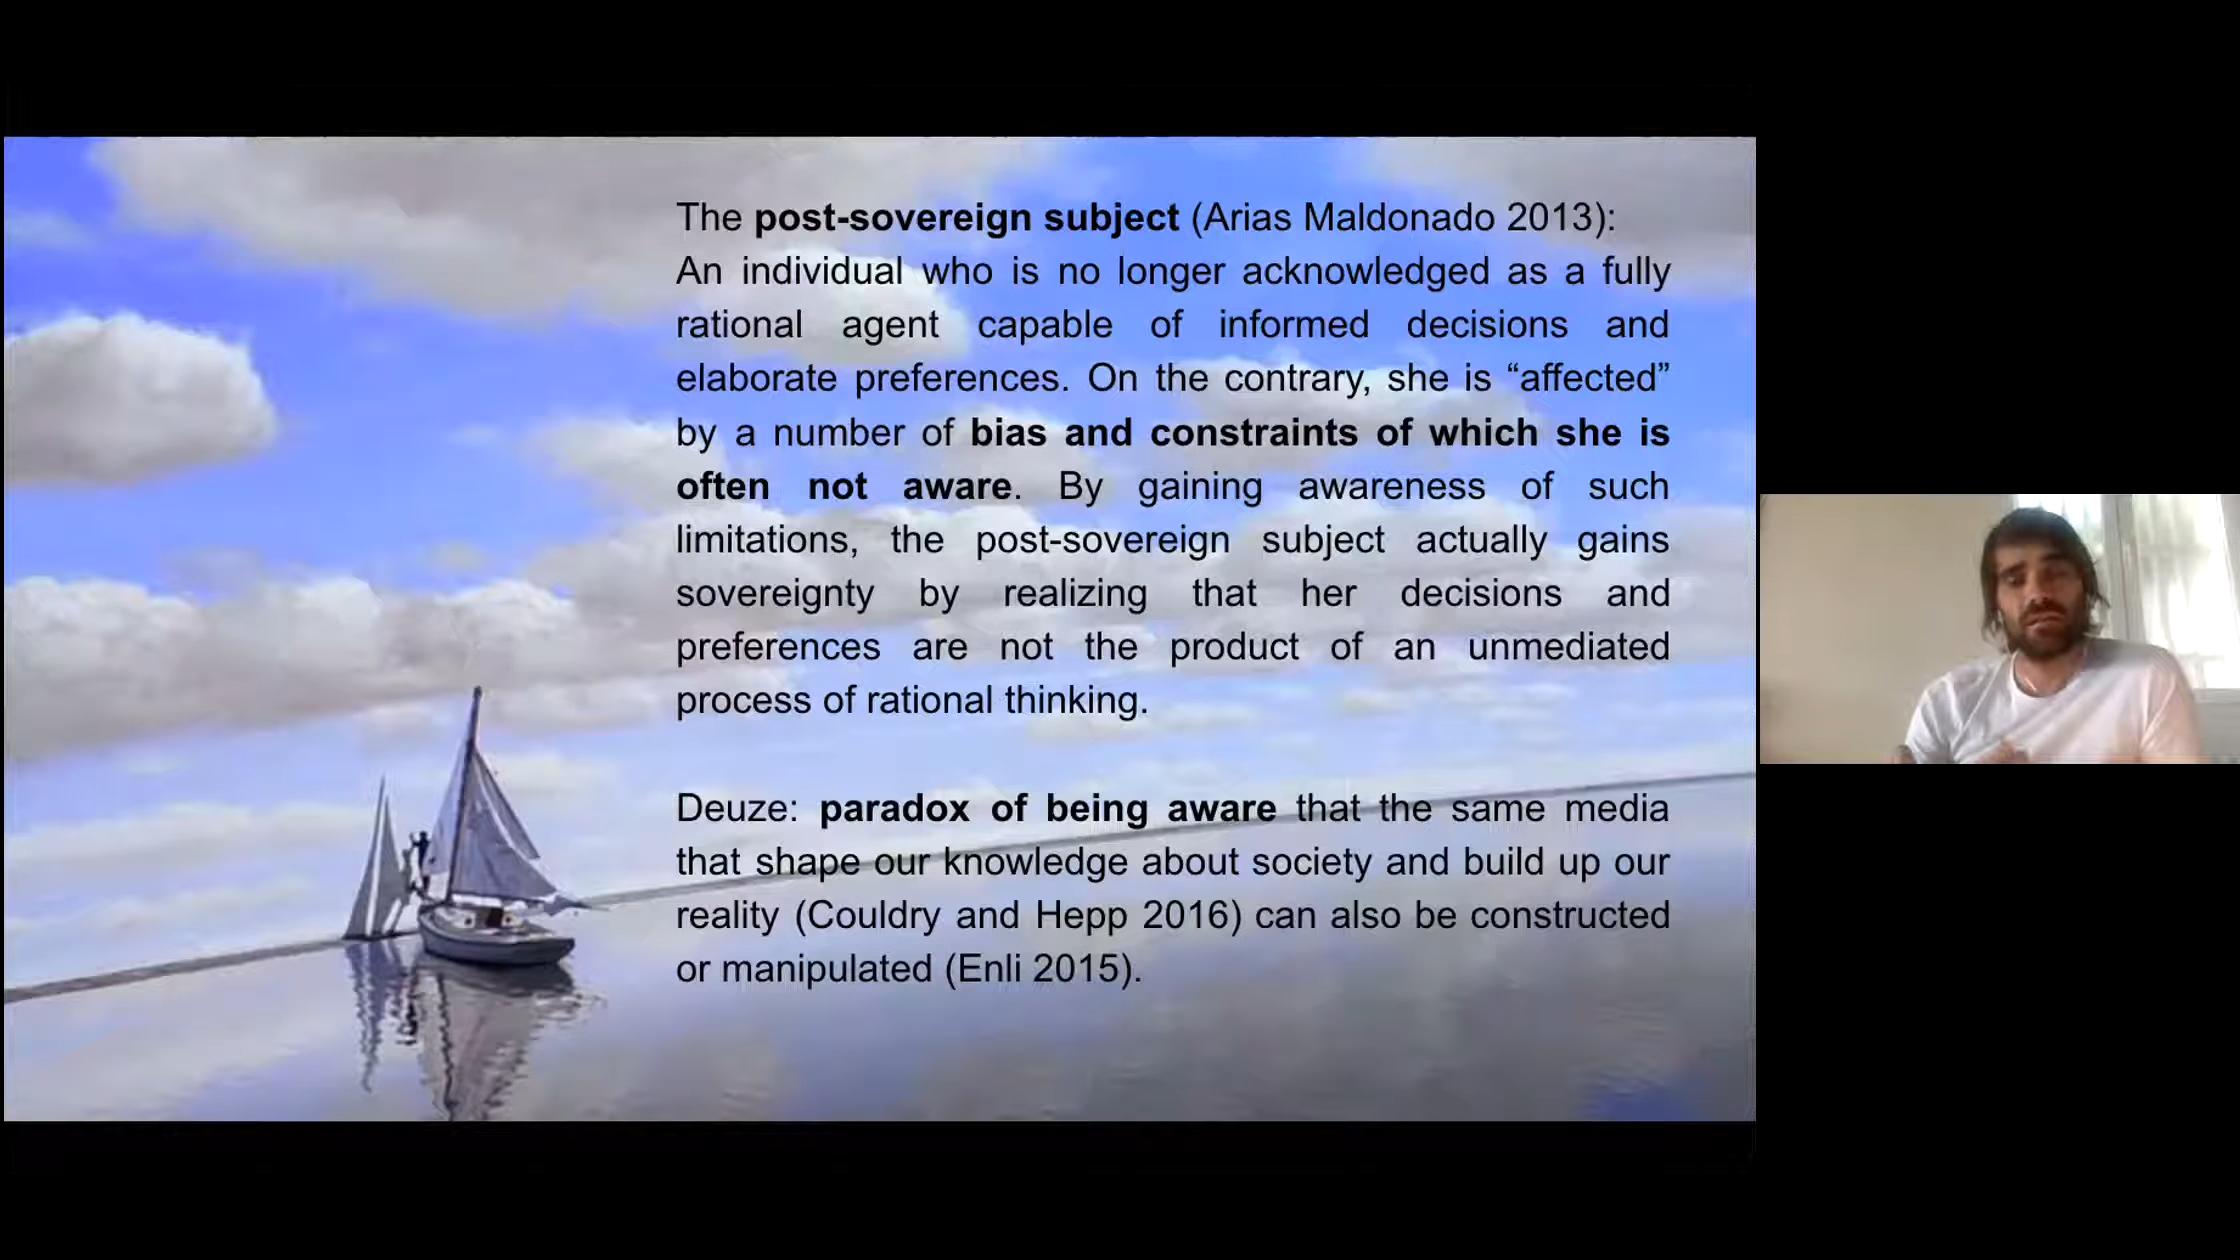 The post-sovereign subject (Arias Maldonado 2013):
An individual who is no longer acknowledged as a fully
rational agent capable of informed decisions and
elaborate preferences. On the contrary, she is “affected”
by a number of bias and constraints of which she is
often not aware. By gaining awareness of such
limitations, the post-sovereign subject actually gains
sovereignty by realizing that her decisions and
preferences are not the product of an unmediated
process of rational thinking.
Deuze: paradox of being aware that the same media
that shape our knowledge about society and build up our
reality (Couldry and Hepp 2016) can also be constructed
or manipulated (Enli 2015).